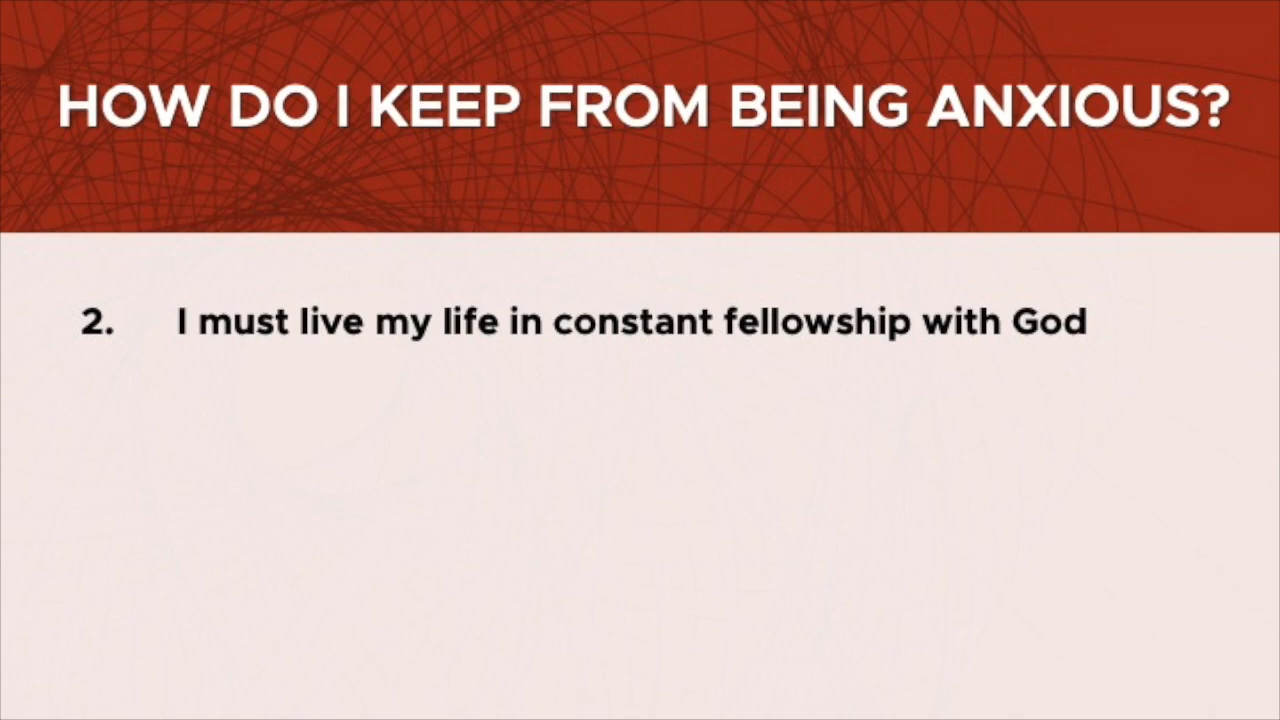 HOW DO I KEEP FROM BEING ANXIOUS?
2. I must live my life in constant fellowship with God